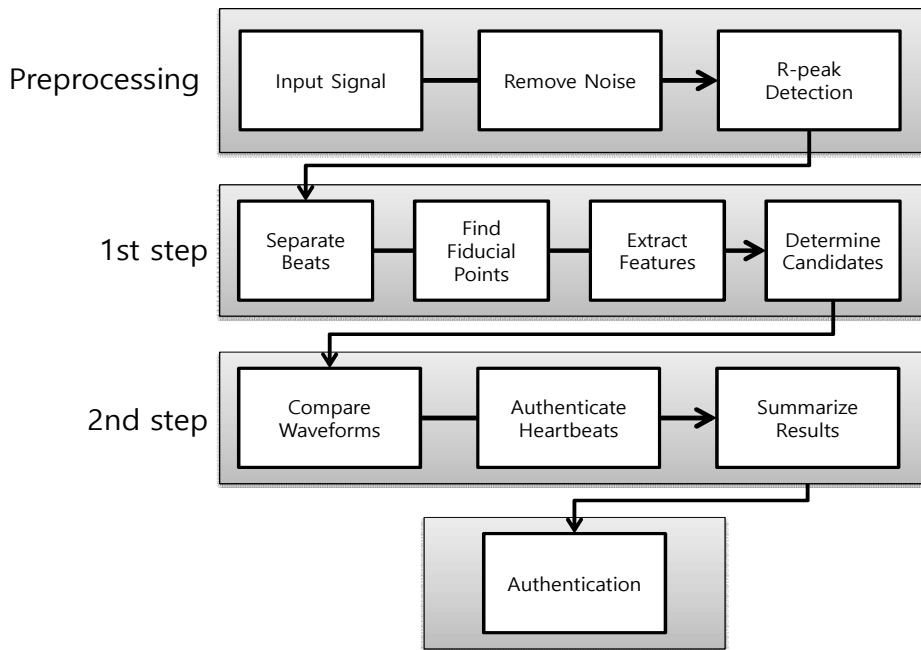 Preprocessing
Input Signal
Remove Noise
R-peak
Detection
1st step
Separate
Beats
Find
Fiducial
Points
Extract
Features
Determine
Candidates
2nd step
Compare
Waveforms
Authenticate
Heartbeats
Summarize
Results
Authentication